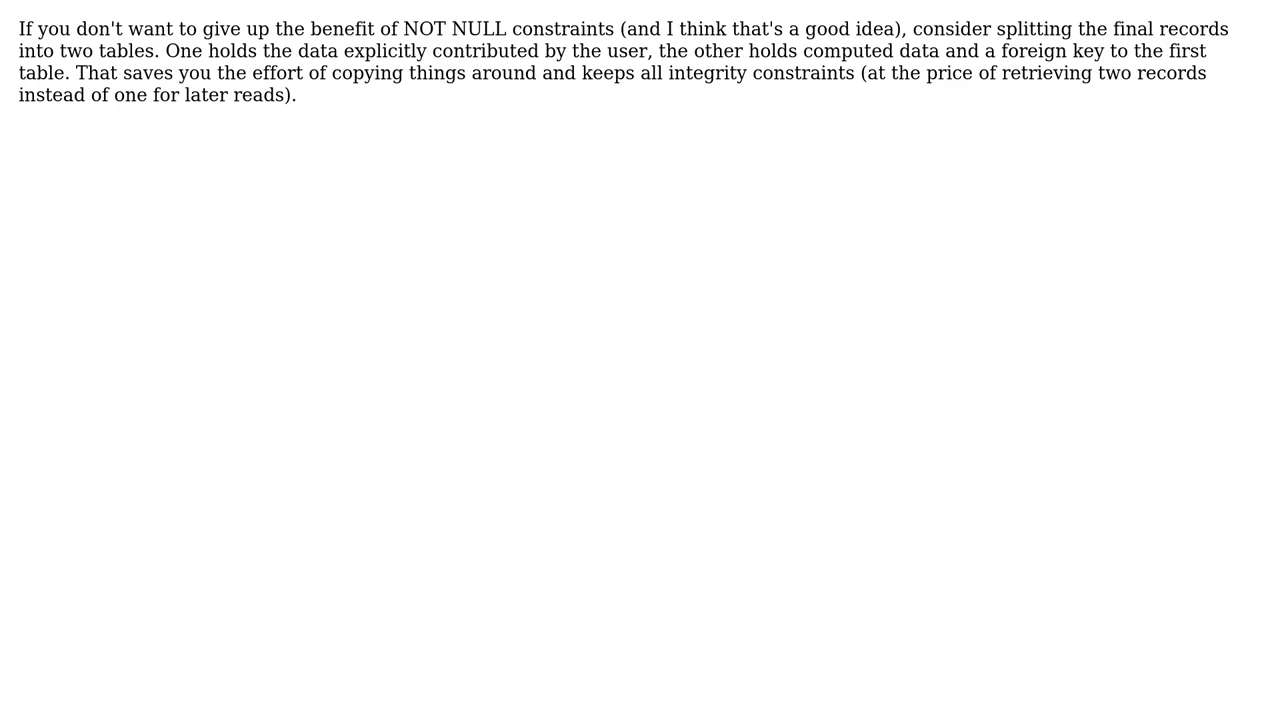 If you don't want to give up the benefit of NOT NULL constraints (and I think that's a good idea), consider splitting the final records
into two tables. One holds the data explicitly contributed by the user, the other holds computed data and a foreign key to the first
table. That saves you the effort of copying things around and keeps all integrity constraints (at the price of retrieving two records
instead of one for later reads).